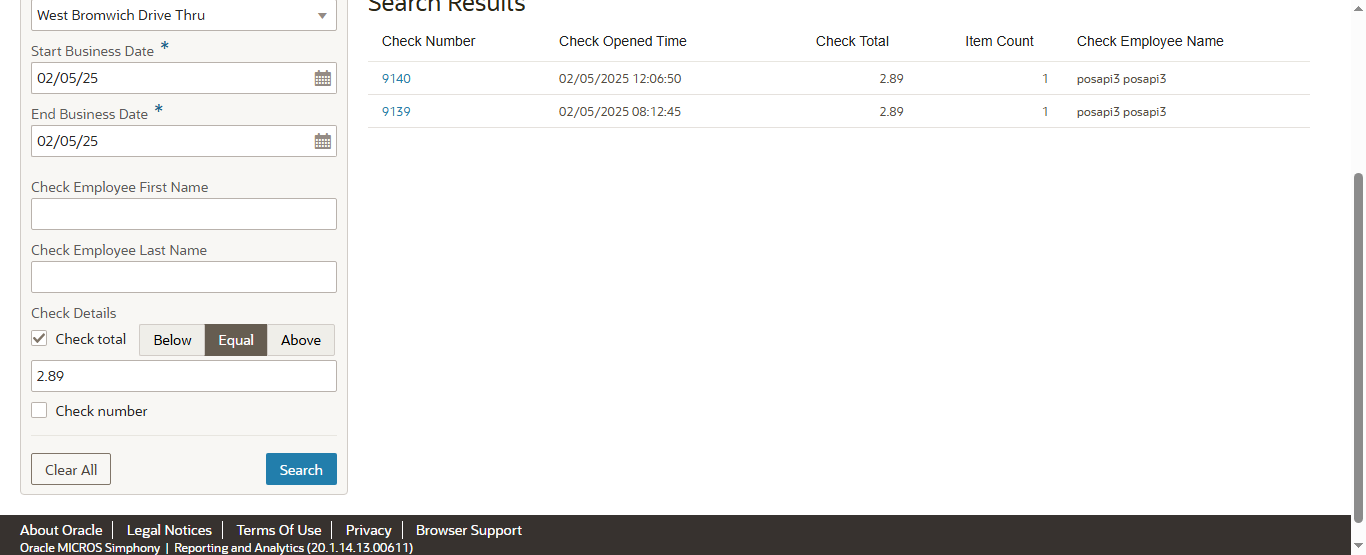 West Bromwich Drive Thru
Start Business Date *
02/05/25
End Business Date *
02/05/25
Check Employee First Name
Check Employee Last Name
Check Details
Check total Below Equal Above
2.89
Check number
Clear All Search
Search Results
Check Number Check Opened Time Check Total Item Count Check Employee Name
9140 02/05/2025 12:06:50 2.89 1 posapi3 posapi3
9139 02/05/2025 08:12:45 2.89 1 posapi3 posapi3
About Oracle | Legal Notices | Terms Of Use | Privacy | Browser Support
Oracle MICROS Simphony | Reporting and Analytics (20.1.14.13.00611)